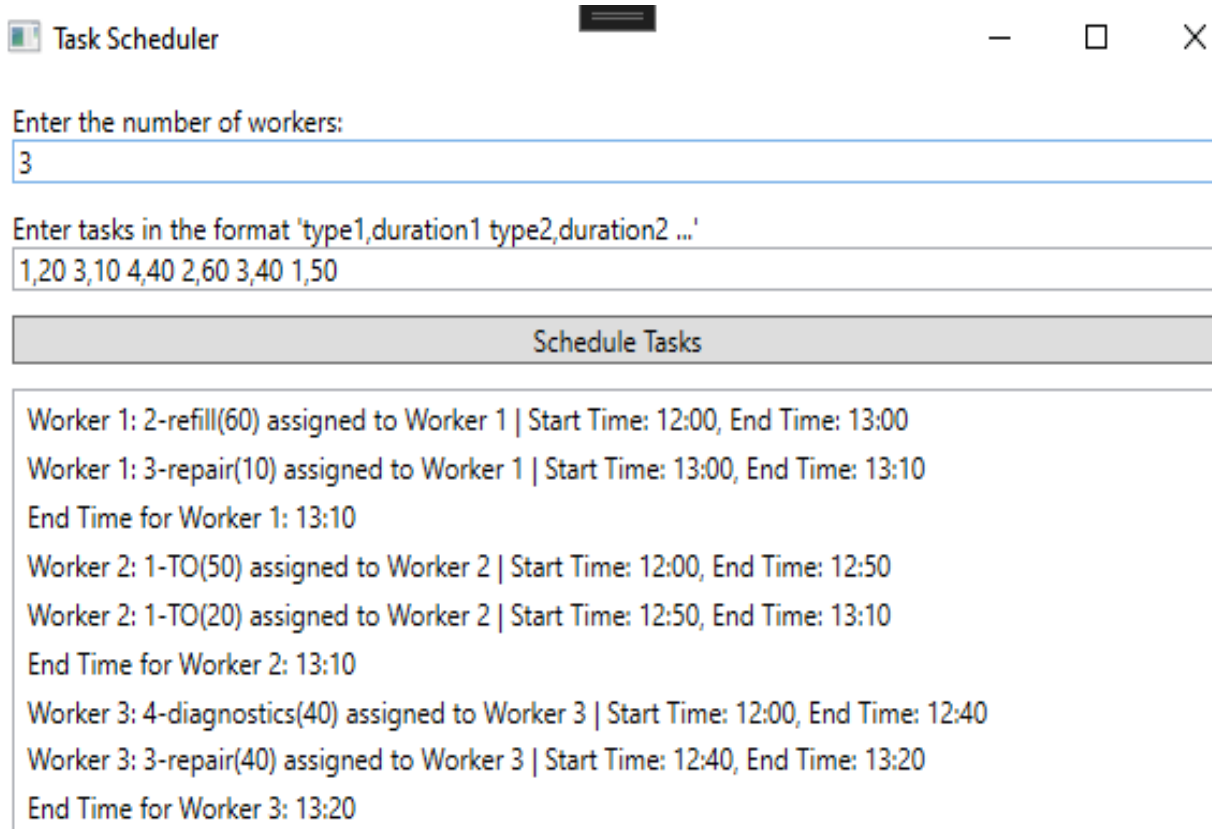 Task Scheduler
Enter the number of workers:
3
Enter tasks in the format 'type1,duration1 type2,duration2 ...'
1,20 3,10 4,40 2,60 3,40 1,50
Schedule Tasks
Worker 1: 2-refill(60) assigned to Worker 1 | Start Time: 12:00, End Time: 13:00
Worker 1: 3-repair(10) assigned to Worker 1 | Start Time: 13:00, End Time: 13:10
End Time for Worker 1: 13:10
Worker 2: 1-TO(50) assigned to Worker 2 | Start Time: 12:00, End Time: 12:50
Worker 2: 1-TO(20) assigned to Worker 2 | Start Time: 12:50, End Time: 13:10
End Time for Worker 2: 13:10
Worker 3: 4-diagnostics(40) assigned to Worker 3 | Start Time: 12:00, End Time: 12:40
Worker 3: 3-repair(40) assigned to Worker 3 | Start Time: 12:40, End Time: 13:20
End Time for Worker 3: 13:20